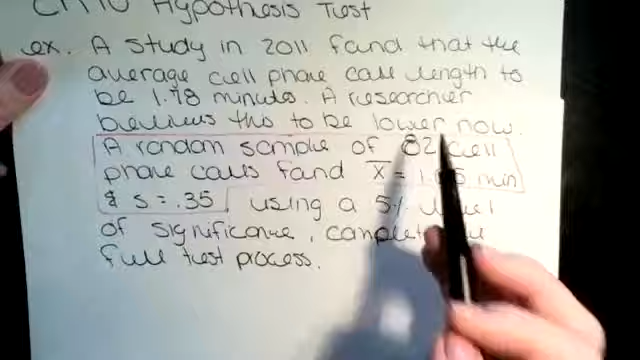 CH10 Hypothesis Test
ex. A study in 2011 found that the
average cell phone call length to
be 1.78 minutes. A researcher
believes this to be lower now.
A random sample of 82 cell
phone calls found x̄ = min
& s = .35 using a 5%
of significance, complete
full test process.